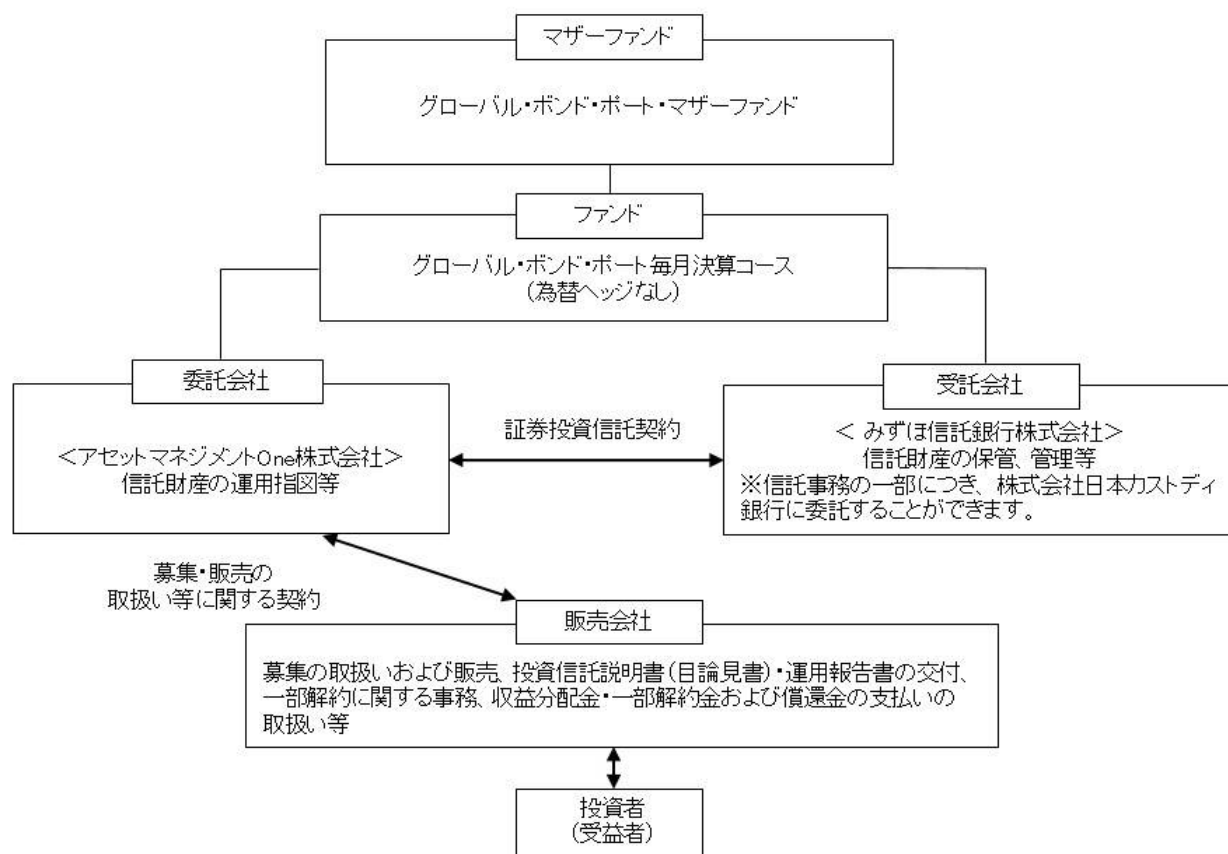 マザーファンド
グローバル・ボンド・ポート・マザーファンド
ファンド
グローバル・ボンド・ポート毎月決算コース
(為替ヘッジなし)
委託会社
<アセットマネジメントOne株式会社>
信託財産の運用指図等
証券投資信託契約
受託会社
< みずほ信託銀行株式会社>
信託財産の保管、管理等
※信託事務の一部につき、株式会社日本カストディ
銀行に委託することができます。
募集・販売の
取扱い等に関する契約
販売会社
募集の取扱いおよび販売、投資信託説明書(目論見書)・運用報告書の交付、
一部解約に関する事務、収益分配金・一部解約金および償還金の支払いの
取扱い等
投資者
(受益者)